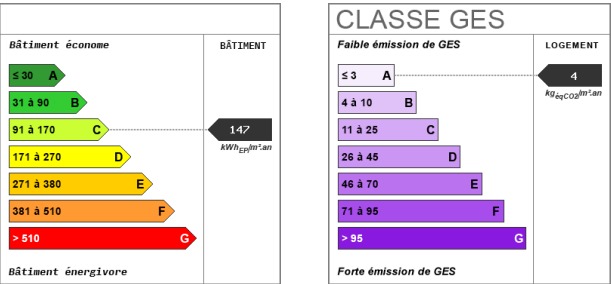 Bâtiment économe
BÂTIMENT
≤ 30 A
31 à 90 B
91 à 170 C
147
kWhEP/m².an
171 à 270 D
271 à 380 E
381 à 510 F
> 510 G
Bâtiment énergivore
CLASSE GES
Faible émission de GES
LOGEMENT
≤ 3 A
4
kgéqCO2/m².an
4 à 10 B
11 à 25 C
26 à 45 D
46 à 70 E
71 à 95 F
> 95 G
Forte émission de GES